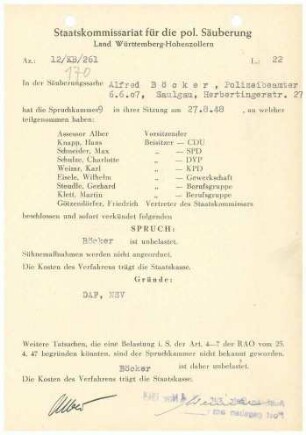 Staatskommissariat für die pol. Säuberung
Land Württemberg-Hohenzollern
Az.: 12/KB/261 L: 22
170
In der Säuberungssache Alfred Böcker, Polizeibeamter
6.6.07, Saulgau, Herbertingerstr. 27
hat die Spruchkammer 9 in ihrer Sitzung am 27.8.48, an welcher
teilgenommen haben:
Assessor Alber Vorsitzender
Knapp, Hans Beisitzer — CDU
Schneider, Max „ — SPD
Schulze, Charlotte „ — DVP
Weimar, Karl „ — KPD
Eisele, Wilhelm „ — Gewerkschaft
Steudle, Gerhard „ — Berufsgruppe
Klett, Martin „ — Berufsgruppe
Götzendörfer, Friedrich Vertreter des Staatskommissars
beschlossen und sofort verkündet folgenden
SPRUCH:
Böcker ist unbelastet.
Sühnemaßnahmen werden nicht angeordnet.
Die Kosten des Verfahrens trägt die Staatskasse.
Gründe:
DAF, NSV
Weitere Tatsachen, die eine Belastung i. S. der Art. 4—7 der RAO vom 25.
4. 47 begründen könnten, sind der Spruchkammer nicht bekannt geworden.
Böcker ist daher unbelastet.
Die Kosten des Verfahrens trägt die Staatskasse.
Alber